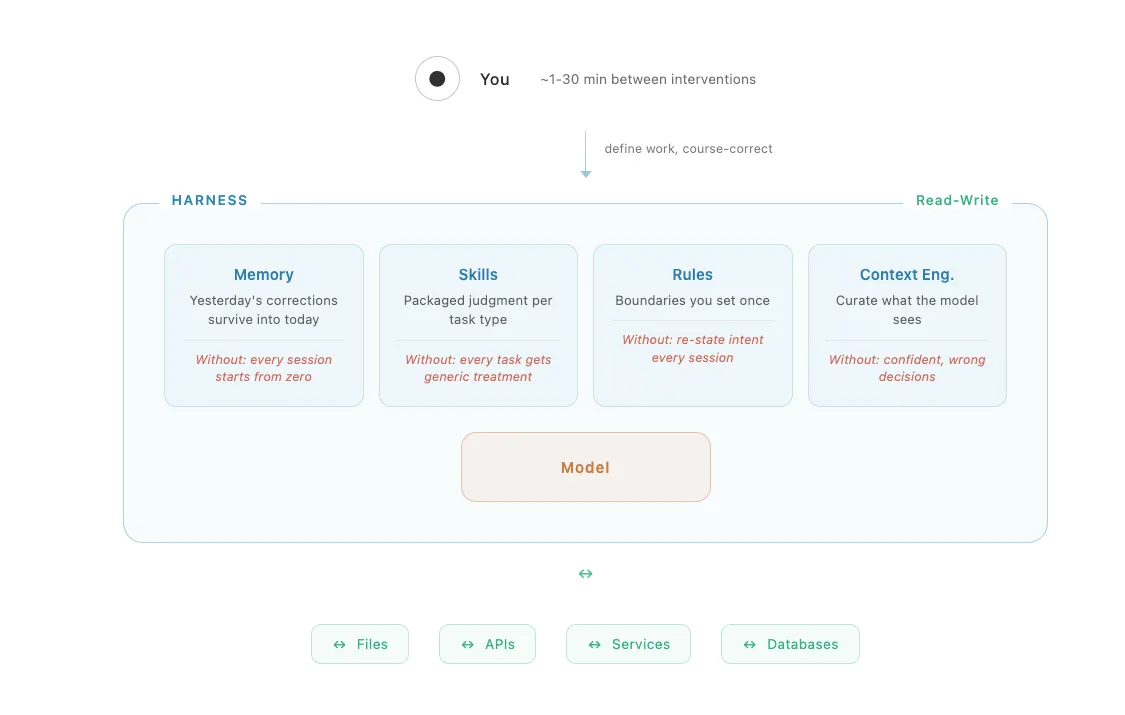 You ~1-30 min between interventions
define work, course-correct
HARNESS
Read-Write
Memory
Yesterday's corrections
survive into today
Without: every session
starts from zero
Skills
Packaged judgment per
task type
Without: every task gets
generic treatment
Rules
Boundaries you set once
Without: re-state intent
every session
Context Eng.
Curate what the model
sees
Without: confident, wrong
decisions
Model
↔
↔ Files
↔ APIs
↔ Services
↔ Databases